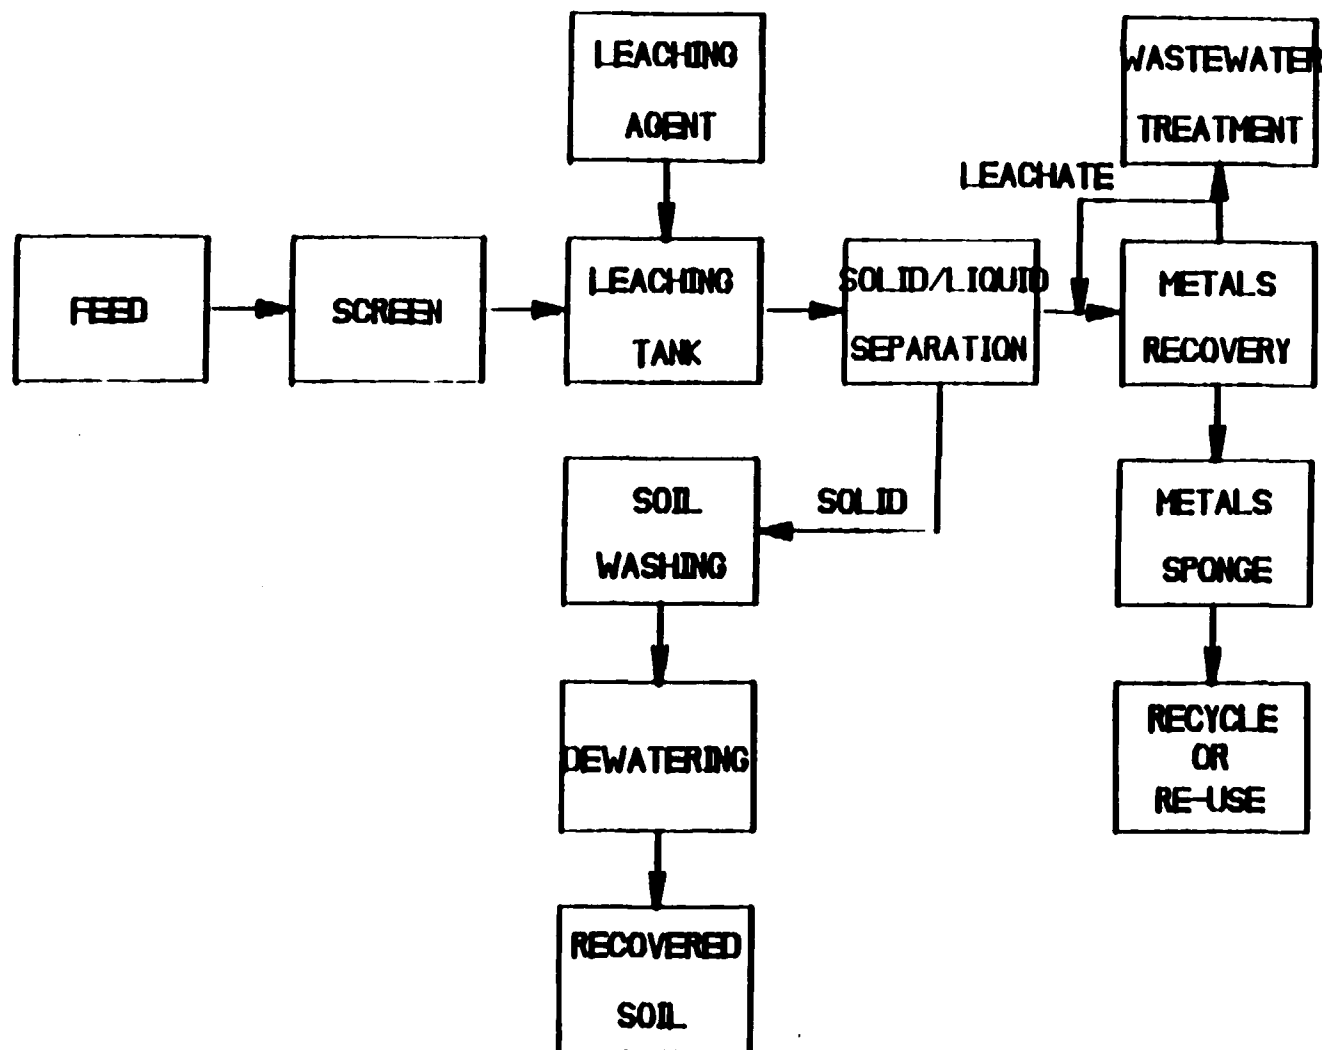 LEACHING
AGENT
WASTEWATER
TREATMENT
LEACHATE
FEED
SCREEN
LEACHING
TANK
SOLID/LIQUID
SEPARATION
METALS
RECOVERY
SOIL
WASHING
SOLID
METALS
SPONGE
DEWATERING
RECYCLE
OR
RE-USE
RECOVERED
SOIL